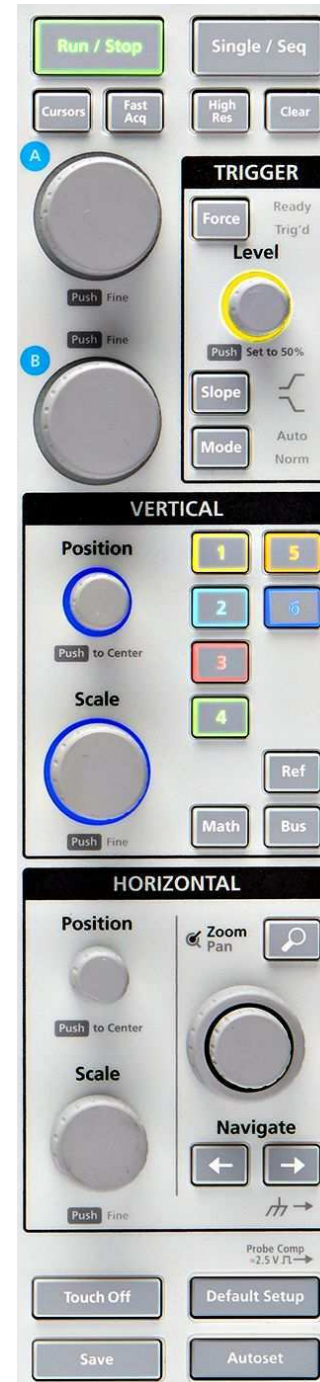 Run / Stop
Single / Seq
Cursors
Fast
Acq
High
Res
Clear
A
Push Fine
Push Fine
B
TRIGGER
Force
Ready
Trig'd
Level
Push Set to 50%
Slope
Mode
Auto
Norm
VERTICAL
Position
Push to Center
Scale
Push Fine
1
5
2
6
3
4
Ref
Math
Bus
HORIZONTAL
Position
Push to Center
Scale
Push Fine
Zoom
Pan
Navigate
Probe Comp
≈2.5 V
Touch Off
Default Setup
Save
Autoset